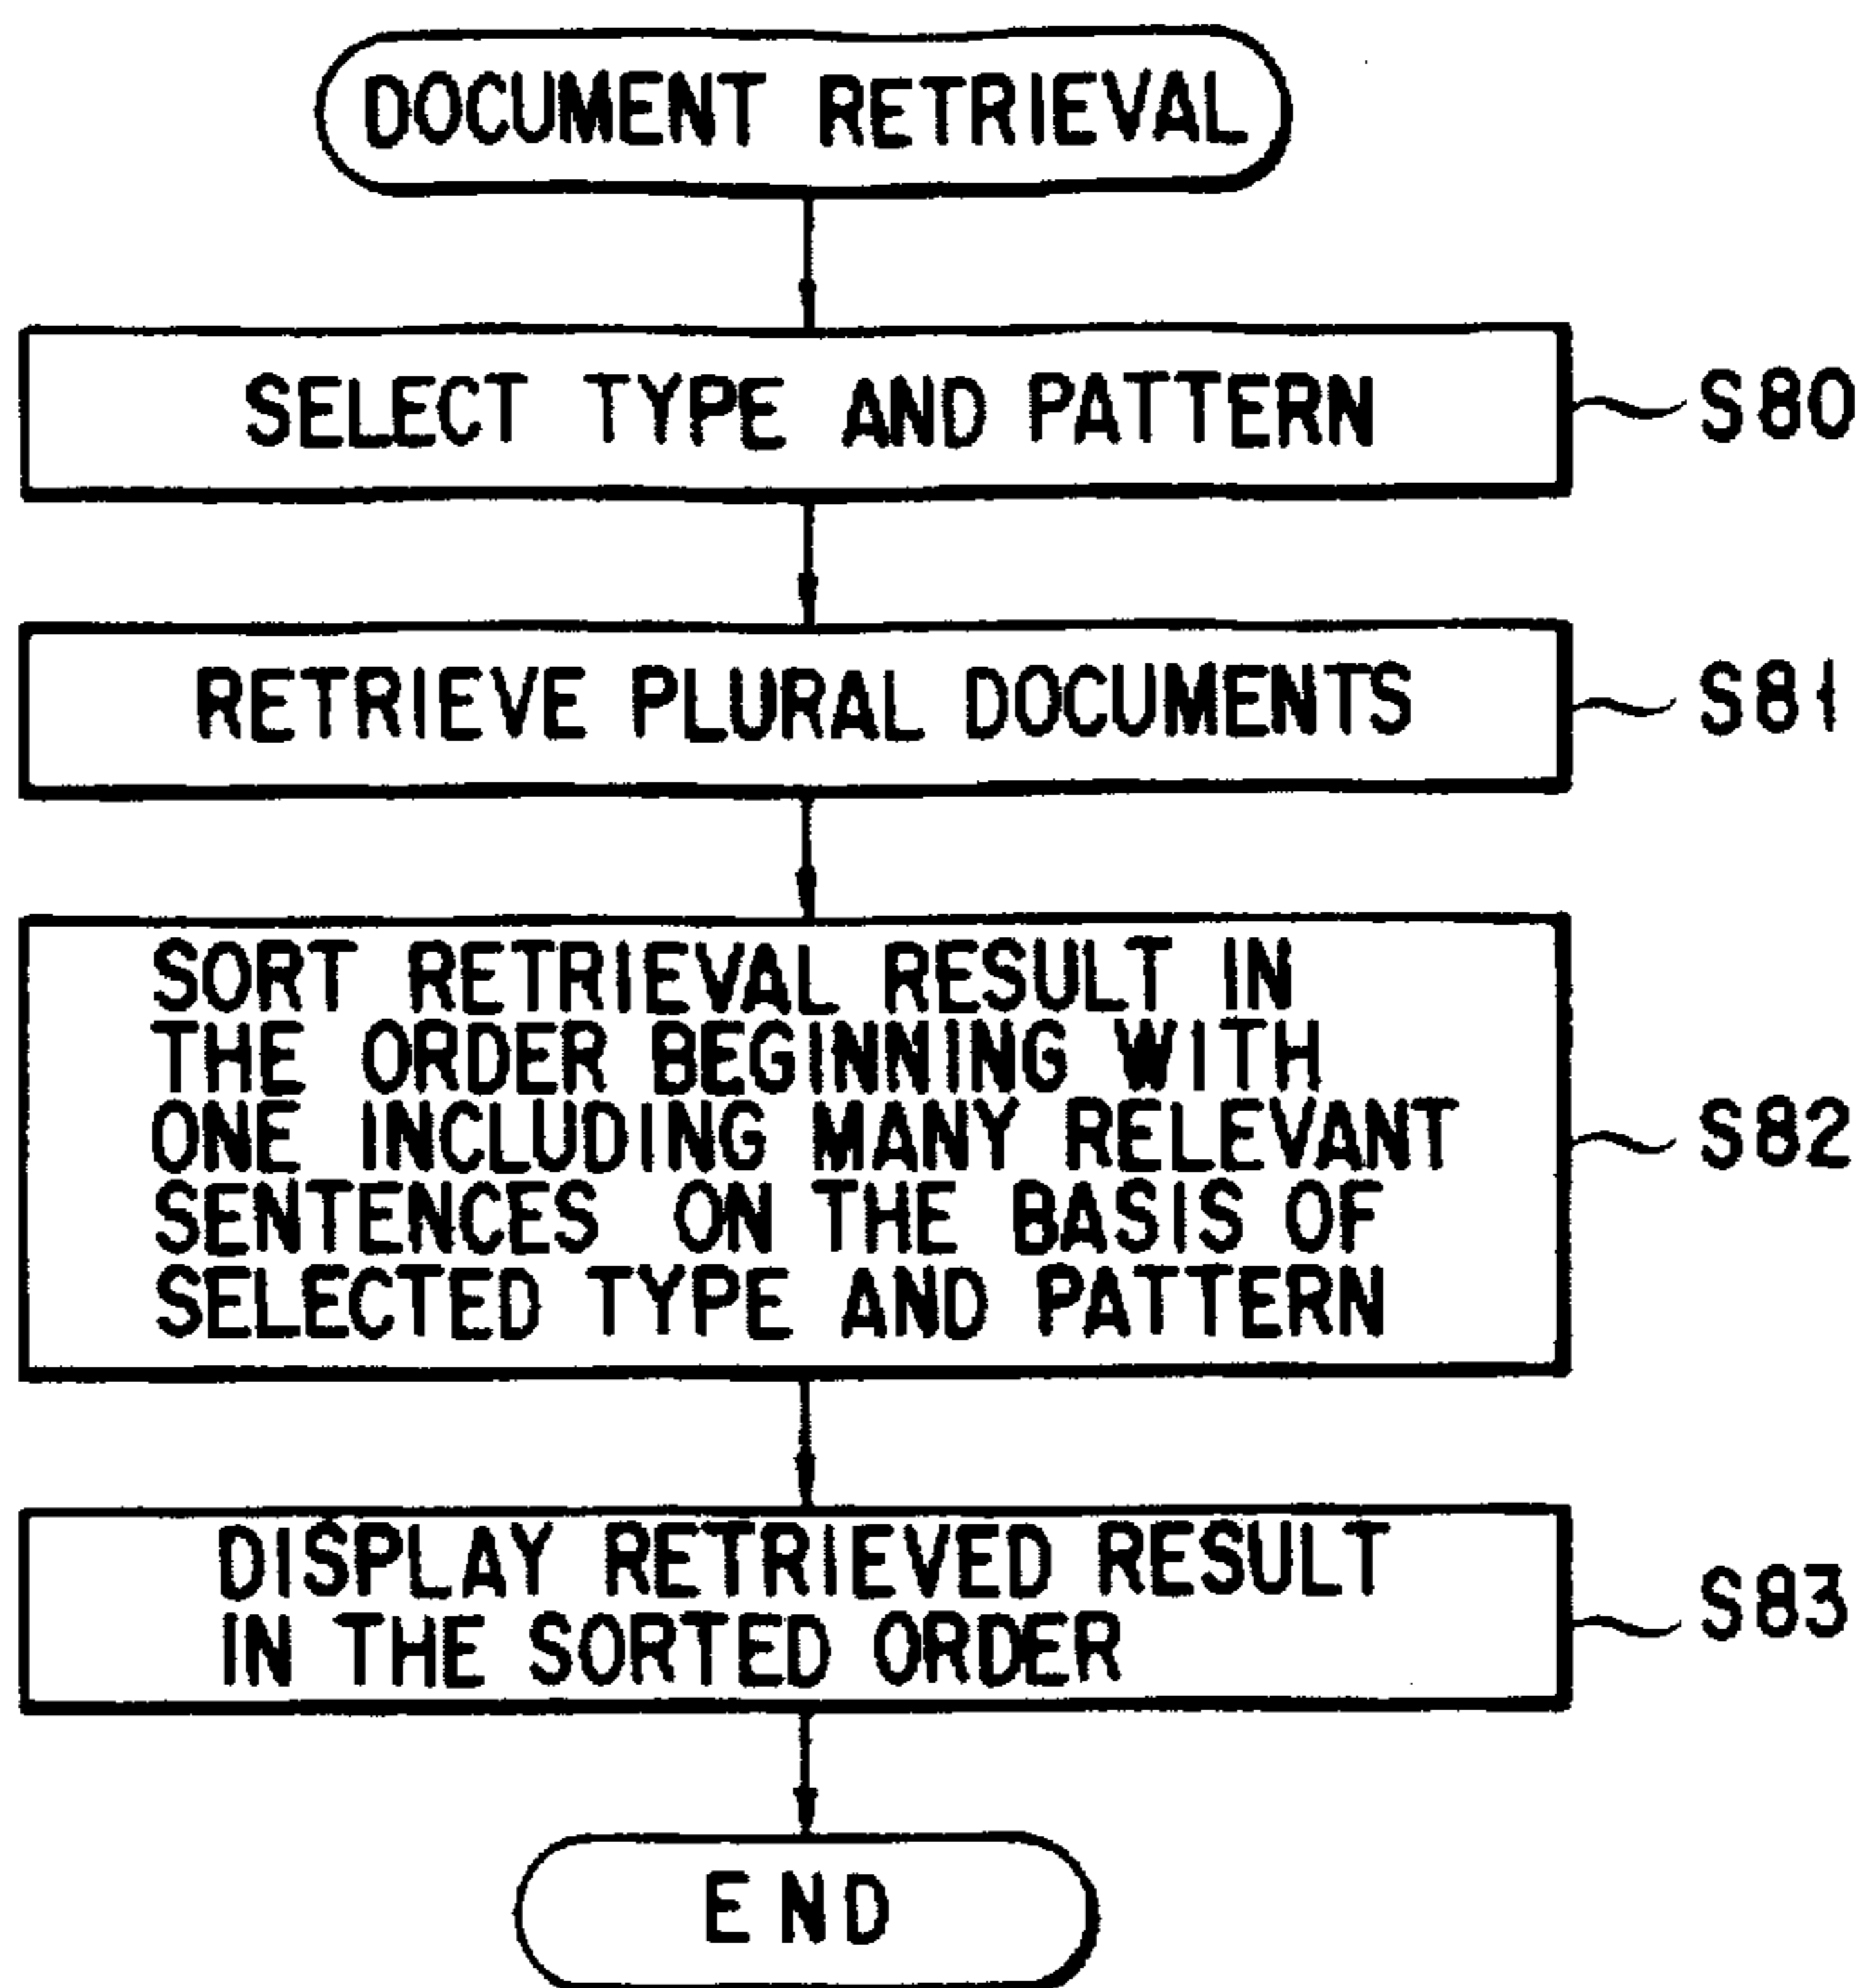 DOCUMENT RETRIEVAL
SELECT TYPE AND PATTERN
S80
RETRIEVE PLURAL DOCUMENTS
S81
SORT RETRIEVAL RESULT IN
THE ORDER BEGINNING WITH
ONE INCLUDING MANY RELEVANT
SENTENCES ON THE BASIS OF
SELECTED TYPE AND PATTERN
S82
DISPLAY RETRIEVED RESULT
IN THE SORTED ORDER
S83
END